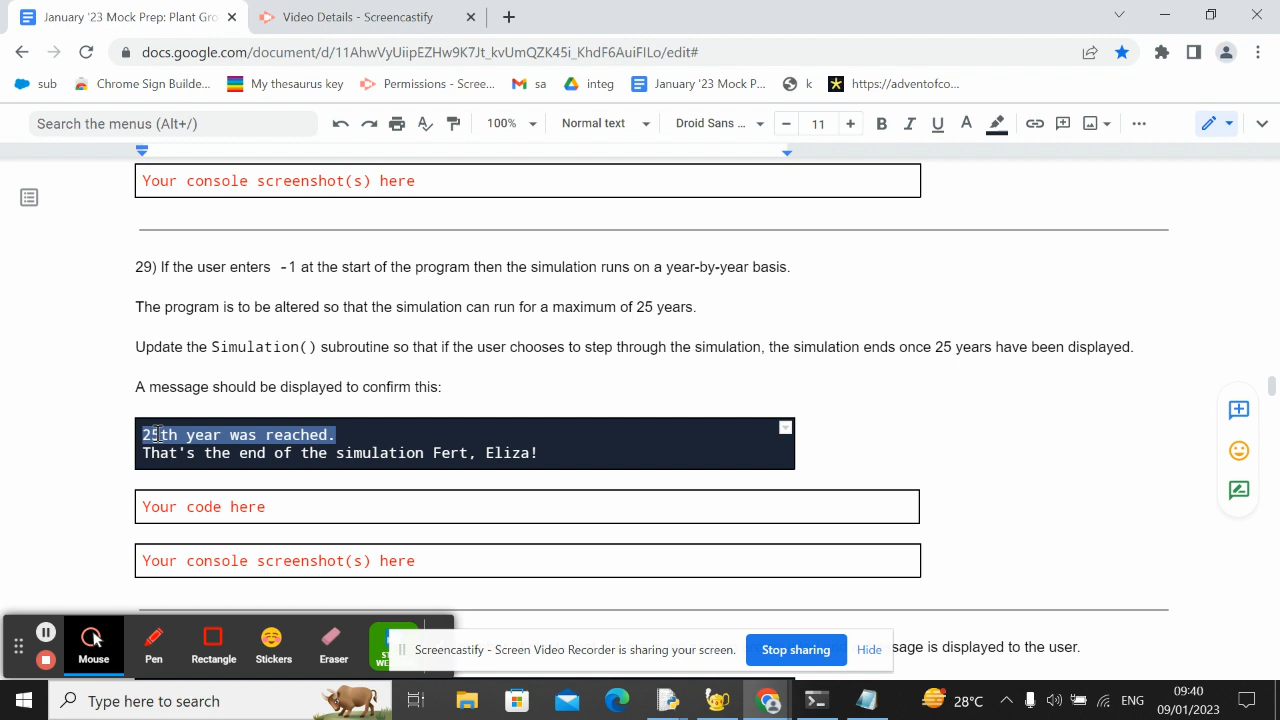 January '23 Mock Prep: Plant Gro
Video Details - Screencastify
docs.google.com/document/d/11AhwVyUiipEZHw9K7Jt_kvUmQZK45i_KhdF6AuiFILo/edit#
sub
Chrome Sign Builde...
My thesaurus key
Permissions - Scree...
sa
integ
January '23 Mock P...
k
https://adventofco...
Search the menus (Alt+/)
100%
Normal text
Droid Sans ...
11
B
I
U
A
Your console screenshot(s) here
29) If the user enters -1 at the start of the program then the simulation runs on a year-by-year basis.
The program is to be altered so that the simulation can run for a maximum of 25 years.
Update the Simulation() subroutine so that if the user chooses to step through the simulation, the simulation ends once 25 years have been displayed.
A message should be displayed to confirm this:
25th year was reached.
That's the end of the simulation Fert, Eliza!
Your code here
Your console screenshot(s) here
sage is displayed to the user.
Mouse
Pen
Rectangle
Stickers
Eraser
Screencastify - Screen Video Recorder is sharing your screen.
Stop sharing
Hide
Type here to search
28°C
ENG
09:40
09/01/2023